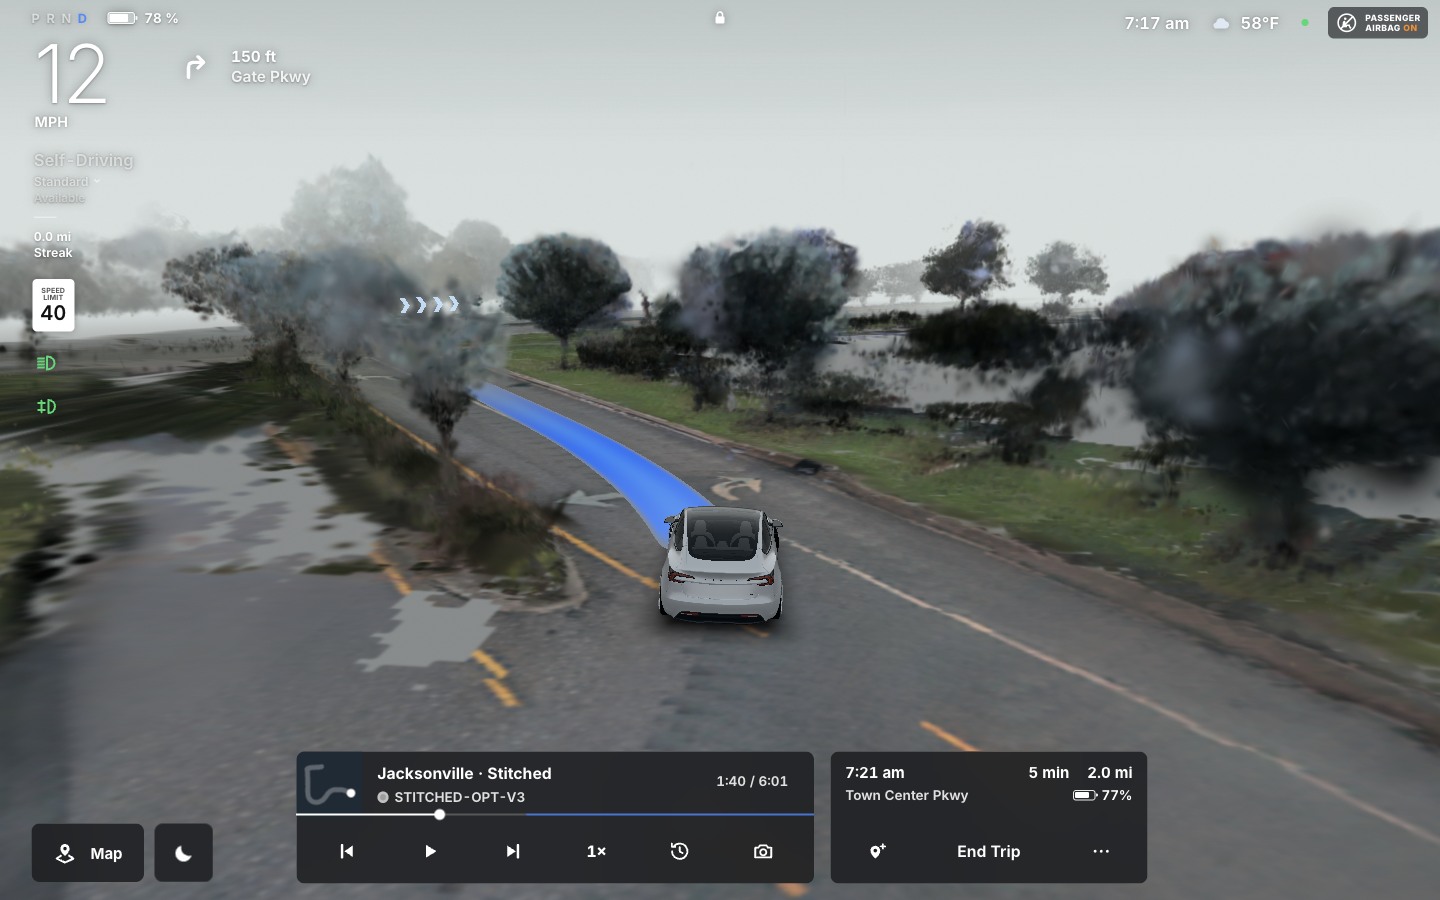 P R N D
78 %
7:17 am
58°F
PASSENGER
AIRBAG ON
12
MPH
150 ft
Gate Pkwy
Self-Driving
Standard
Available
0.0 mi
Streak
SPEED
LIMIT
40
Jacksonville · Stitched
STITCHED-OPT-V3
1:40 / 6:01
1×
7:21 am
5 min
2.0 mi
Town Center Pkwy
77%
End Trip
Map